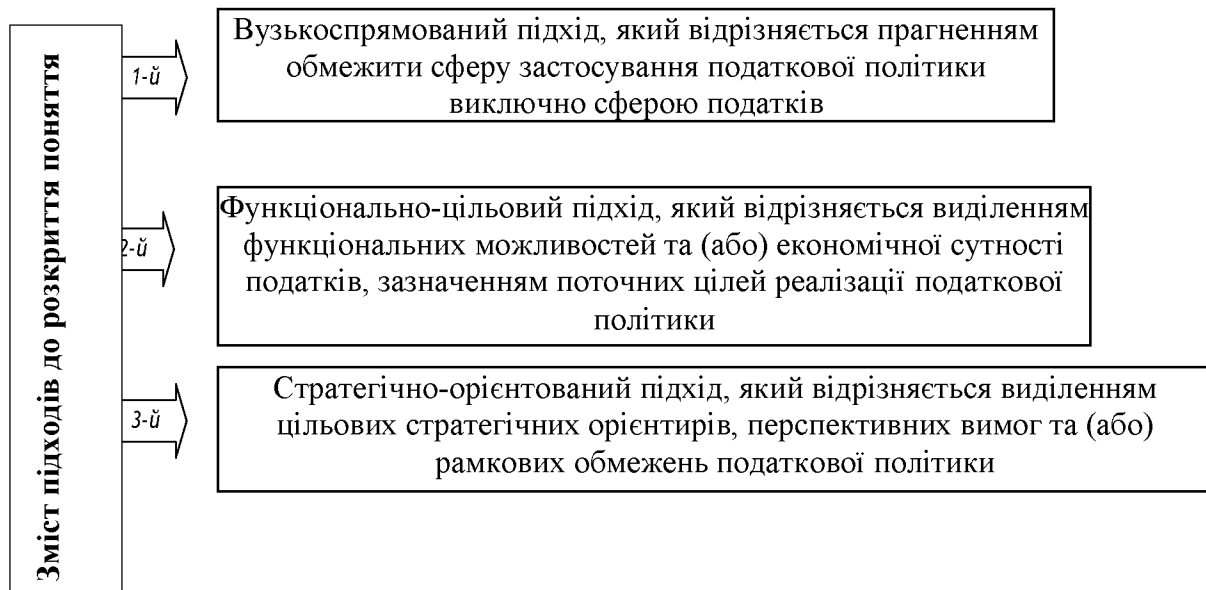 Зміст підходів до розкриття поняття
1-й
Вузькоспрямований підхід, який відрізняється прагненням
обмежити сферу застосування податкової політики
виключно сферою податків
2-й
Функціонально-цільовий підхід, який відрізняється виділенням
функціональних можливостей та (або) економічної сутності
податків, зазначенням поточних цілей реалізації податкової
політики
3-й
Стратегічно-орієнтований підхід, який відрізняється виділенням
цільових стратегічних орієнтирів, перспективних вимог та (або)
рамкових обмежень податкової політики